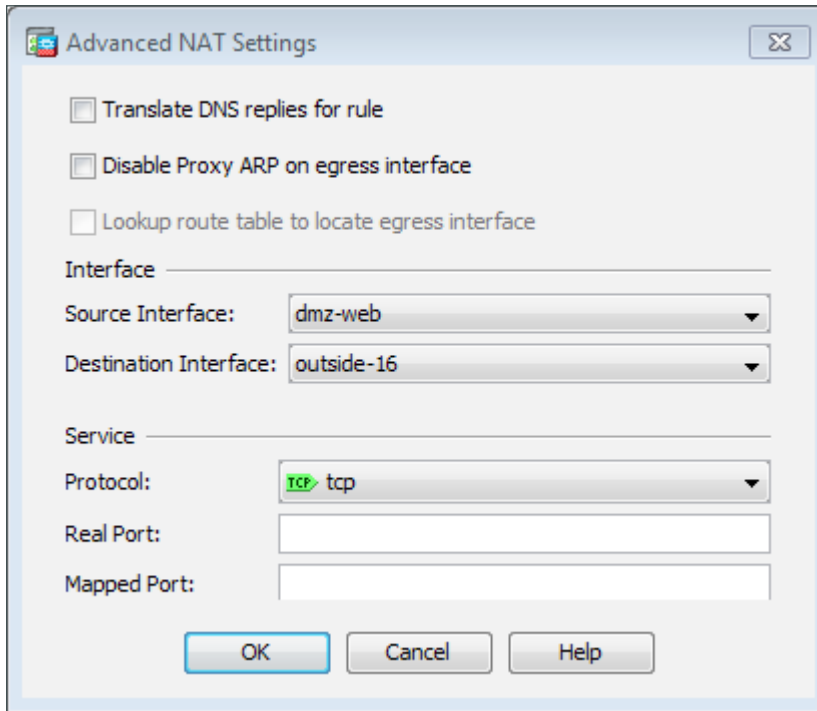 Advanced NAT Settings
Translate DNS replies for rule
Disable Proxy ARP on egress interface
Lookup route table to locate egress interface
Interface
Source Interface: dmz-web
Destination Interface: outside-16
Service
Protocol: TCP tcp
Real Port:
Mapped Port:
OK Cancel Help